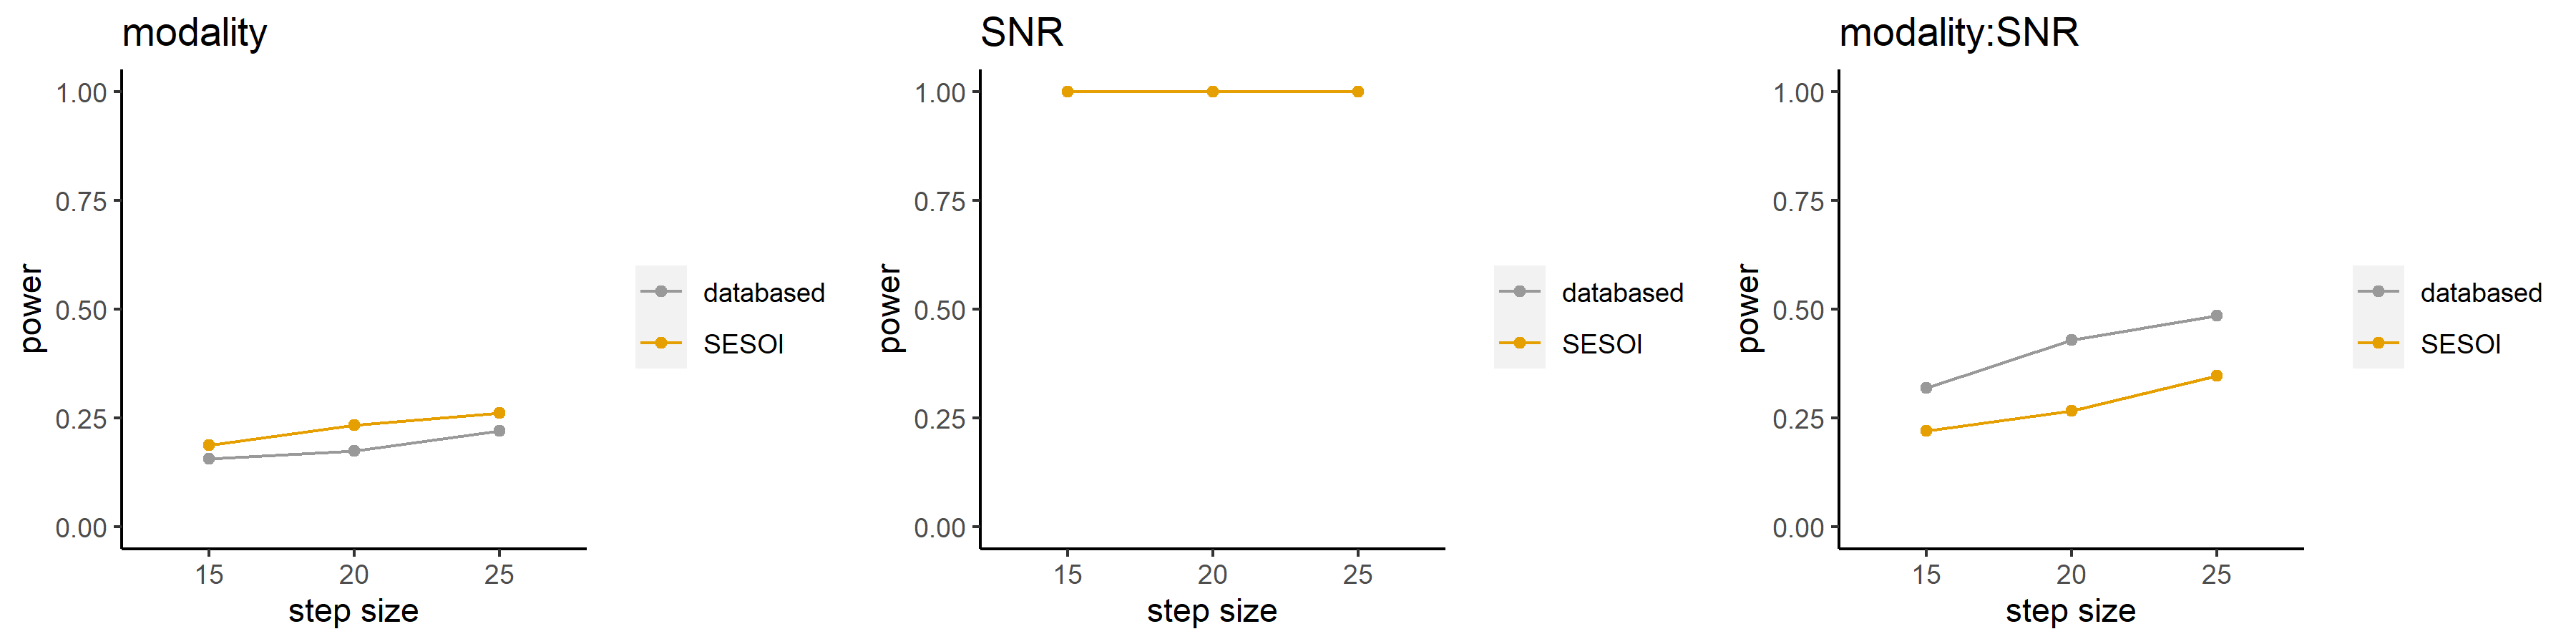 modality
1.00
0.75
0.50
0.25
0.00
power
15 20 25
step size
databased
SESOI
SNR
1.00
0.75
0.50
0.25
0.00
power
15 20 25
step size
databased
SESOI
modality:SNR
1.00
0.75
0.50
0.25
0.00
power
15 20 25
step size
databased
SESOI